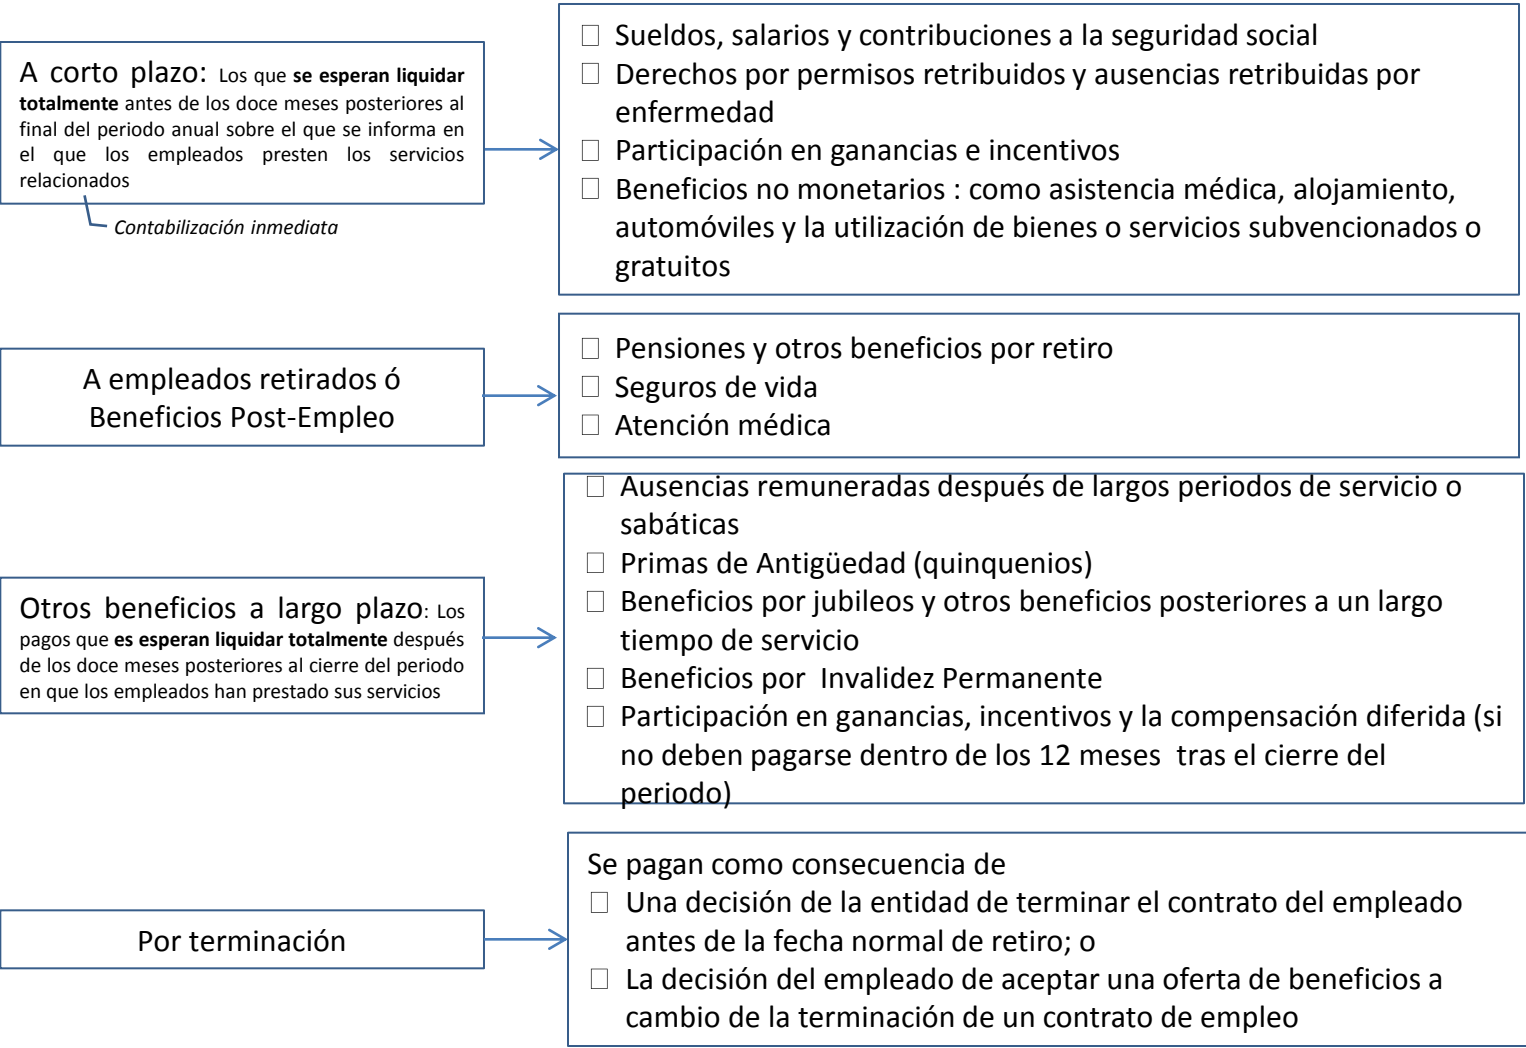 A corto plazo: Los que se esperan liquidar
totalmente antes de los doce meses posteriores al
final del periodo anual sobre el que se informa en
el que los empleados presten los servicios
relacionados
Contabilización inmediata
Sueldos, salarios y contribuciones a la seguridad social
Derechos por permisos retribuidos y ausencias retribuidas por
enfermedad
Participación en ganancias e incentivos
Beneficios no monetarios : como asistencia médica, alojamiento,
automóviles y la utilización de bienes o servicios subvencionados o
gratuitos
A empleados retirados ó
Beneficios Post-Empleo
Pensiones y otros beneficios por retiro
Seguros de vida
Atención médica
Otros beneficios a largo plazo: Los
pagos que es esperan liquidar totalmente después
de los doce meses posteriores al cierre del periodo
en que los empleados han prestado sus servicios
Ausencias remuneradas después de largos periodos de servicio o
sabáticas
Primas de Antigüedad (quinquenios)
Beneficios por jubileos y otros beneficios posteriores a un largo
tiempo de servicio
Beneficios por Invalidez Permanente
Participación en ganancias, incentivos y la compensación diferida (si
no deben pagarse dentro de los 12 meses tras el cierre del
periodo)
Por terminación
Se pagan como consecuencia de
Una decisión de la entidad de terminar el contrato del empleado
antes de la fecha normal de retiro; o
La decisión del empleado de aceptar una oferta de beneficios a
cambio de la terminación de un contrato de empleo